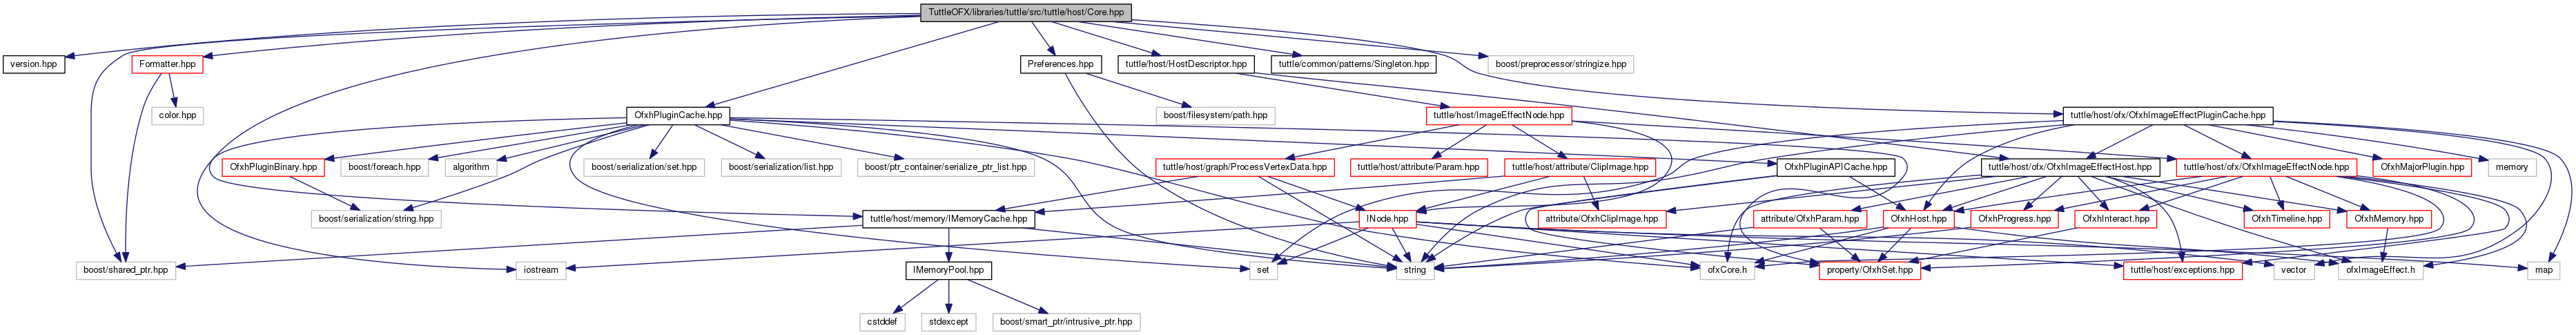 TuttleOFX/libraries/tuttle/src/tuttle/host/Core.hpp
version.hpp
Formatter.hpp
Preferences.hpp
tuttle/host/HostDescriptor.hpp
tuttle/common/patterns/Singleton.hpp
boost/preprocessor/stringize.hpp
color.hpp
OfxhPluginCache.hpp
boost/filesystem/path.hpp
tuttle/host/ImageEffectNode.hpp
tuttle/host/ofx/OfxhImageEffectPluginCache.hpp
OfxhPluginBinary.hpp
boost/foreach.hpp
algorithm
boost/serialization/set.hpp
boost/serialization/list.hpp
boost/ptr_container/serialize_ptr_list.hpp
OfxhPluginAPICache.hpp
tuttle/host/graph/ProcessVertexData.hpp
tuttle/host/attribute/Param.hpp
tuttle/host/attribute/ClipImage.hpp
tuttle/host/ofx/OfxhImageEffectHost.hpp
tuttle/host/ofx/OfxhImageEffectNode.hpp
OfxhMajorPlugin.hpp
memory
boost/serialization/string.hpp
tuttle/host/memory/IMemoryCache.hpp
INode.hpp
attribute/OfxhClipImage.hpp
attribute/OfxhParam.hpp
OfxhHost.hpp
OfxhProgress.hpp
OfxhInteract.hpp
OfxhTimeline.hpp
OfxhMemory.hpp
boost/shared_ptr.hpp
iostream
IMemoryPool.hpp
set
string
ofxCore.h
property/OfxhSet.hpp
tuttle/host/exceptions.hpp
vector
ofxImageEffect.h
map
cstddef
stdexcept
boost/smart_ptr/intrusive_ptr.hpp